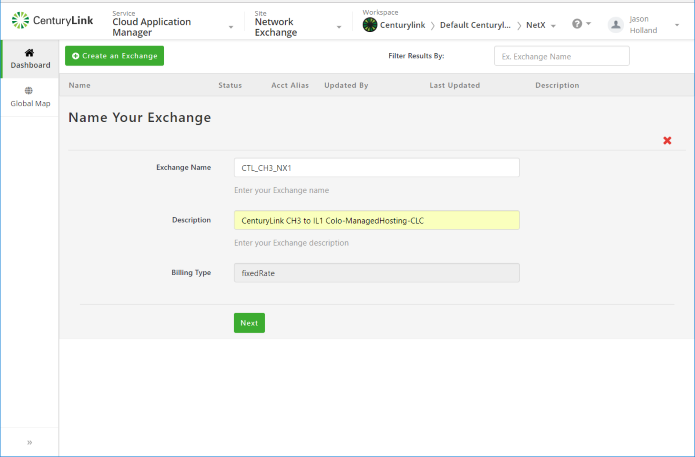 CenturyLink
Service
Cloud Application
Manager
Site
Network
Exchange
Workspace
Centurylink
Default Centuryl...
NetX
?
Jason
Holland
Dashboard
Global Map
»
Create an Exchange
Filter Results By:
Ex. Exchange Name
Name Status Acct Alias Updated By Last Updated Description
Name Your Exchange
Exchange Name
CTL_CH3_NX1
Enter your Exchange name
Description
CenturyLink CH3 to IL1 Colo-ManagedHosting-CLC
Enter your Exchange description
Billing Type
fixedRate
Next